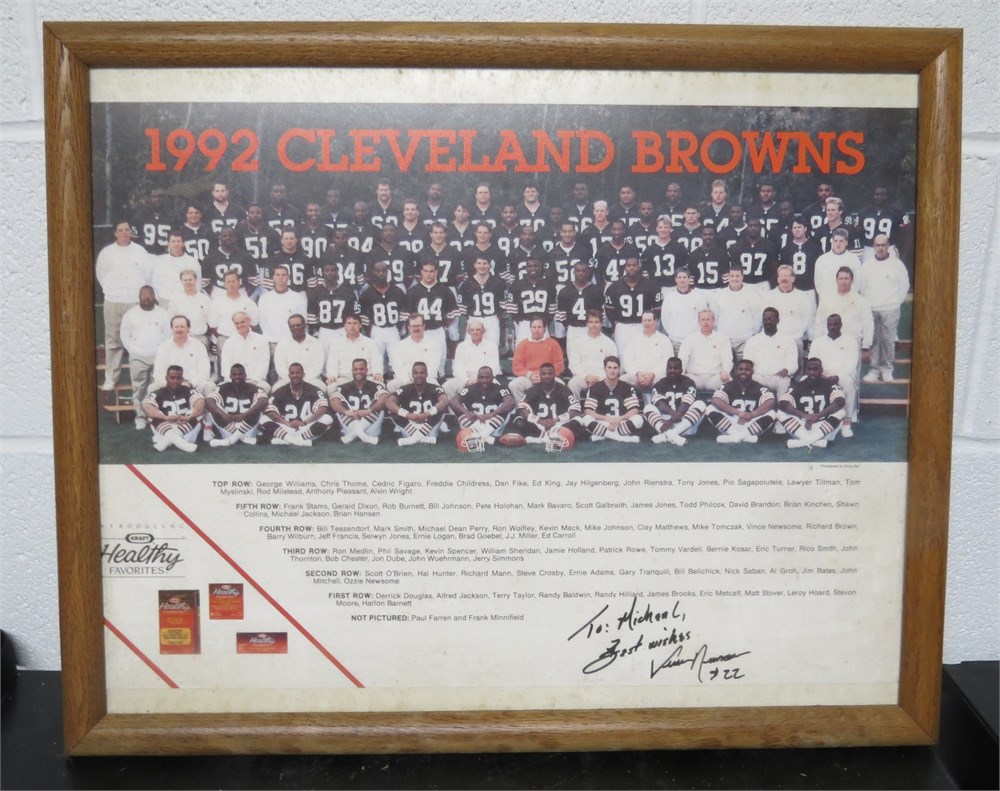 1992 CLEVELAND BROWNS
TOP ROW: George Williams, Chris Thome, Cedric Figaro, Freddie Childress, Dan Fike, Ed King, Jay Hilgenberg, John Rienstra, Tony Jones, Pio Sagapolutele, Lawyer Tillman, Tom
Myslinski, Rod Milstead, Anthony Pleasant, Alvin Wright
FIFTH ROW: Frank Stams, Gerald Dixon, Rob Burnett, Bill Johnson, Pete Holohan, Mark Bavaro, Scott Galbraith, James Jones, Todd Philcox, David Brandon, Brian Kinchen, Shawn
Collins, Michael Jackson, Brian Hansen
FOURTH ROW: Bill Tessendorf, Mark Smith, Michael Dean Perry, Ron Wolfley, Kevin Mack, Mike Johnson, Clay Matthews, Mike Tomczak, Vince Newsome, Richard Brown,
Barry Wilburn, Jeff Francis, Selwyn Jones, Ernie Logan, Brad Goebel, J.J. Miller, Ed Carroll
THIRD ROW: Ron Medlin, Phil Savage, Kevin Spencer, William Sheridan, Jamie Holland, Patrick Rowe, Tommy Vardell, Bernie Kosar, Eric Turner, Rico Smith, John
Thornton, Bob Chester, Jon Dube, John Wuehrmann, Jerry Simmons
SECOND ROW: Scott O'Brien, Hal Hunter, Richard Mann, Steve Crosby, Ernie Adams, Gary Tranquill, Bill Belichick, Nick Saban, Al Groh, Jim Bates, John
Mitchell, Ozzie Newsome
FIRST ROW: Derrick Douglas, Alfred Jackson, Terry Taylor, Randy Baldwin, Randy Hilliard, James Brooks, Eric Metcalf, Matt Stover, Leroy Hoard, Stevon
Moore, Harlon Barnett
NOT PICTURED: Paul Farren and Frank Minnifield
NTRODUCING
KRAFT
Healthy
FAVORITES
To: Michael,
Best wishes
#22